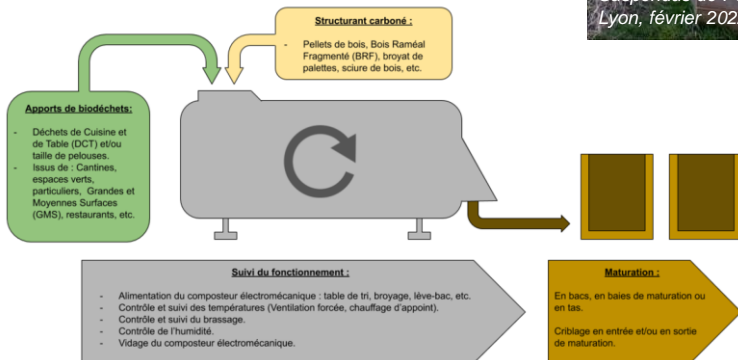 Lyon, février 202
Structurant carboné :
- Pellets de bois, Bois Raméal
Fragmenté (BRF), broyat de
palettes, sciure de bois, etc.
Apports de biodéchets:
- Déchets de Cuisine et
de Table (DCT) et/ou
taille de pelouses.
- Issus de : Cantines,
espaces verts,
particuliers, Grandes et
Moyennes Surfaces
(GMS), restaurants, etc.
Suivi du fonctionnement :
- Alimentation du composteur électromécanique : table de tri, broyage, lève-bac, etc.
- Contrôle et suivi des températures (Ventilation forcée, chauffage d'appoint).
- Contrôle et suivi du brassage.
- Contrôle de l'humidité.
- Vidage du composteur électromécanique.
Maturation :
En bacs, en baies de maturation ou
en tas.
Criblage en entrée et/ou en sortie
de maturation.